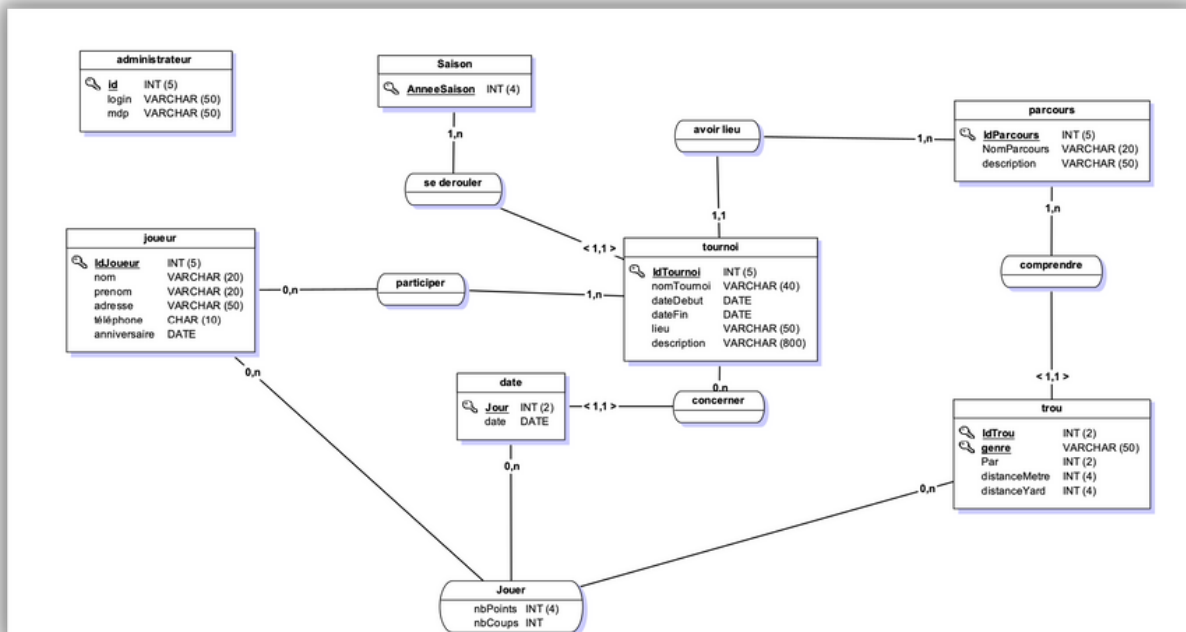 administrateur
id INT (5)
login VARCHAR (50)
mdp VARCHAR (50)
Saison
AnneeSaison INT (4)
1,n
se derouler
< 1,1 >
avoir lieu
1,n
1,1
parcours
IdParcours INT (5)
NomParcours VARCHAR (20)
description VARCHAR (50)
1,n
comprendre
< 1,1 >
joueur
IdJoueur INT (5)
nom VARCHAR (20)
prenom VARCHAR (20)
adresse VARCHAR (50)
téléphone CHAR (10)
anniversaire DATE
0,n
participer
1,n
tournoi
IdTournoi INT (5)
nomTournoi VARCHAR (40)
dateDebut DATE
dateFin DATE
lieu VARCHAR (50)
description VARCHAR (800)
0,n
concerner
< 1,1 >
date
Jour INT (2)
date DATE
0,n
0,n
trou
IdTrou INT (2)
genre VARCHAR (50)
Par INT (2)
distanceMetre INT (4)
distanceYard INT (4)
0,n
Jouer
nbPoints INT (4)
nbCoups INT